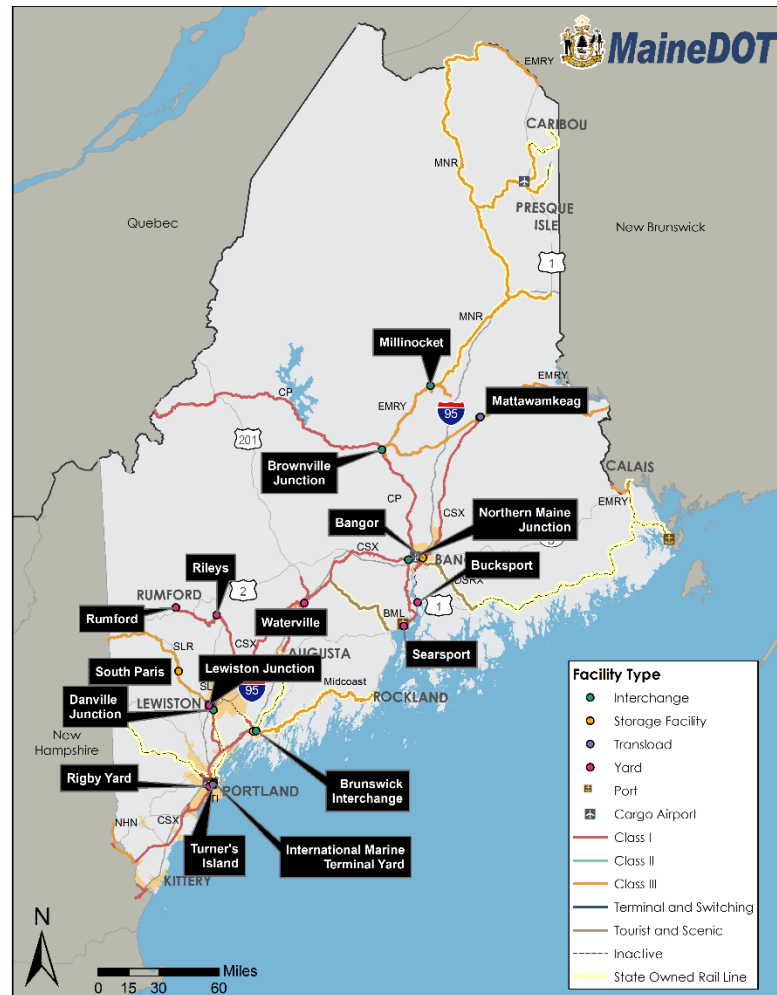 MaineDOT
EMRY
CARIBOU
MNR
PRESQUE
ISLE
Quebec
New Brunswick
1
MNR
Millinocket
EMRY
Mattawamkeag
CP
EMRY
95
201
Brownville
Junction
CALAIS
CP
EMRY
Northern Maine
Junction
Bangor
CSX
CSX
Rileys
Bucksport
RUMFORD
2
Rumford
Waterville
1
BML
SLR
CSX
Searsport
AUGUSTA
South Paris
Lewiston Junction
95
Midcoast
ROCKLAND
Danville
Junction
LEWISTON
New
Hampshire
Rigby Yard
PORTLAND
Brunswick
Interchange
NHN
CSX
Turner's
Island
International Marine
Terminal Yard
KITTERY
N
Miles
0 15 30 60
Facility Type
Interchange
Storage Facility
Transload
Yard
Port
Cargo Airport
Class I
Class II
Class III
Terminal and Switching
Tourist and Scenic
Inactive
State Owned Rail Line